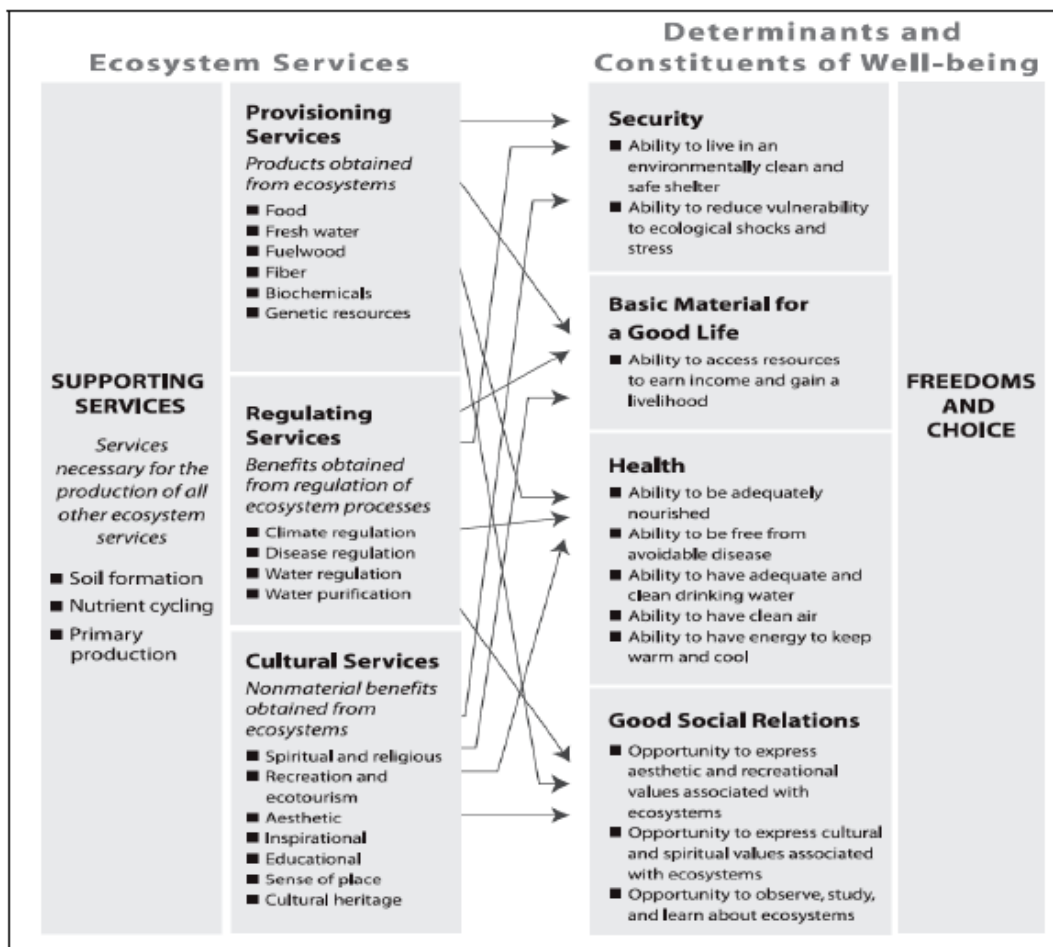 Ecosystem Services
Determinants and
Constituents of Well-being
SUPPORTING
SERVICES
Services
necessary for the
production of all
other ecosystem
services
■ Soil formation
■ Nutrient cycling
■ Primary
production
Provisioning
Services
Products obtained
from ecosystems
■ Food
■ Fresh water
■ Fuelwood
■ Fiber
■ Biochemicals
■ Genetic resources
Regulating
Services
Benefits obtained
from regulation of
ecosystem processes
■ Climate regulation
■ Disease regulation
■ Water regulation
■ Water purification
Cultural Services
Nonmaterial benefits
obtained from
ecosystems
■ Spiritual and religious
■ Recreation and
ecotourism
■ Aesthetic
■ Inspirational
■ Educational
■ Sense of place
■ Cultural heritage
Security
■ Ability to live in an
environmentally clean and
safe shelter
■ Ability to reduce vulnerability
to ecological shocks and
stress
Basic Material for
a Good Life
■ Ability to access resources
to earn income and gain a
livelihood
Health
■ Ability to be adequately
nourished
■ Ability to be free from
avoidable disease
■ Ability to have adequate and
clean drinking water
■ Ability to have clean air
■ Ability to have energy to keep
warm and cool
Good Social Relations
■ Opportunity to express
aesthetic and recreational
values associated with
ecosystems
■ Opportunity to express cultural
and spiritual values associated
with ecosystems
■ Opportunity to observe, study,
and learn about ecosystems
FREEDOMS
AND
CHOICE